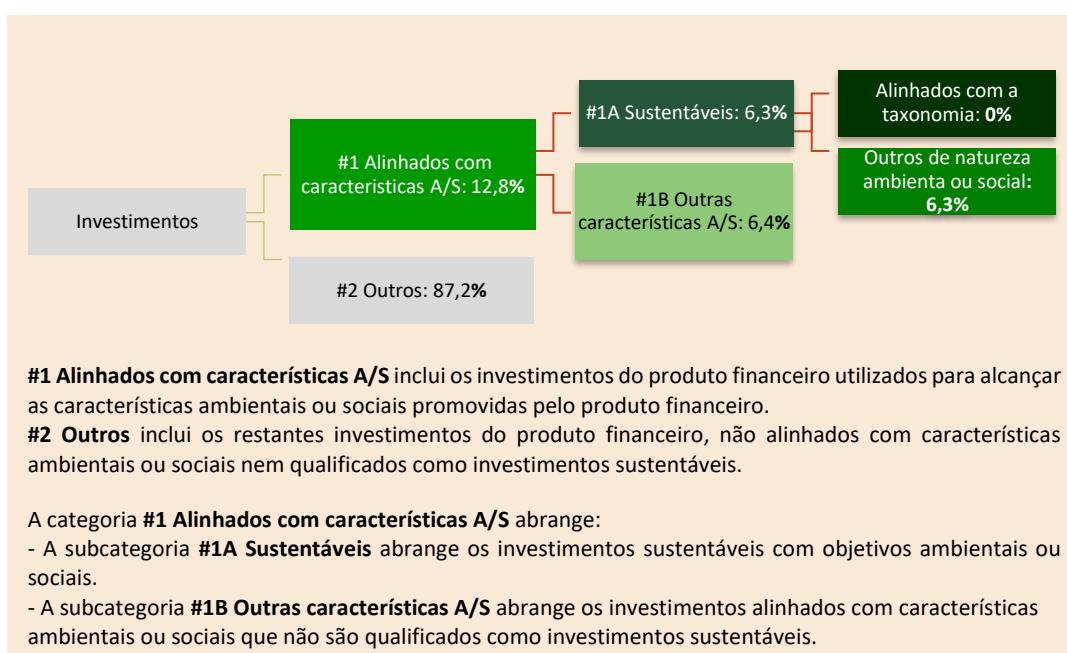 Investimentos
#1 Alinhados com
caracteristicas A/S: 12,8%
#2 Outros: 87,2%
#1A Sustentáveis: 6,3%
#1B Outras
características A/S: 6,4%
Alinhados com a
taxonomia: 0%
Outros de natureza
ambienta ou social:
6,3%
#1 Alinhados com características A/S inclui os investimentos do produto financeiro utilizados para alcançar
as características ambientais ou sociais promovidas pelo produto financeiro.
#2 Outros inclui os restantes investimentos do produto financeiro, não alinhados com características
ambientais ou sociais nem qualificados como investimentos sustentáveis.
A categoria #1 Alinhados com características A/S abrange:
- A subcategoria #1A Sustentáveis abrange os investimentos sustentáveis com objetivos ambientais ou
sociais.
- A subcategoria #1B Outras características A/S abrange os investimentos alinhados com características
ambientais ou sociais que não são qualificados como investimentos sustentáveis.